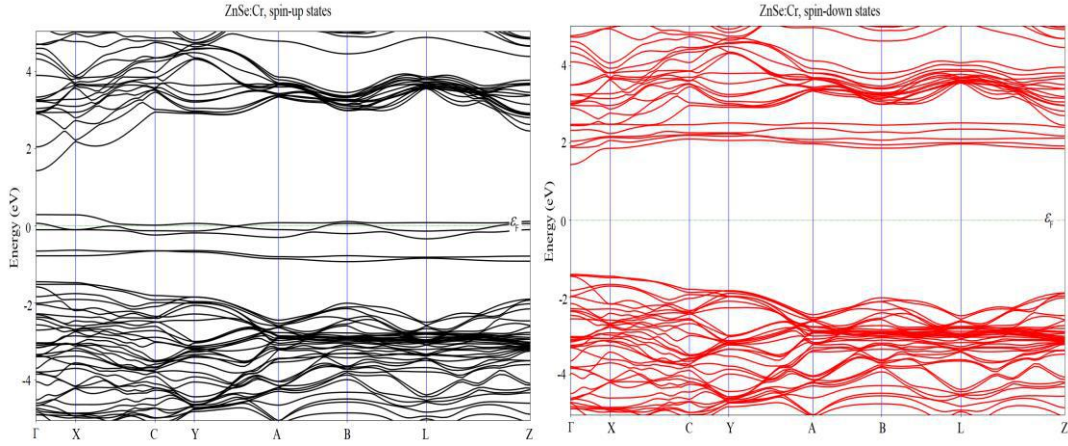 ZnSe:Cr, spin-up states
Energy (eV)
4
2
0
-2
-4
εF
Γ X C Y A B L Z
ZnSe:Cr, spin-down states
Energy (eV)
4
2
0
-2
-4
εF
Γ X C Y A B L Z